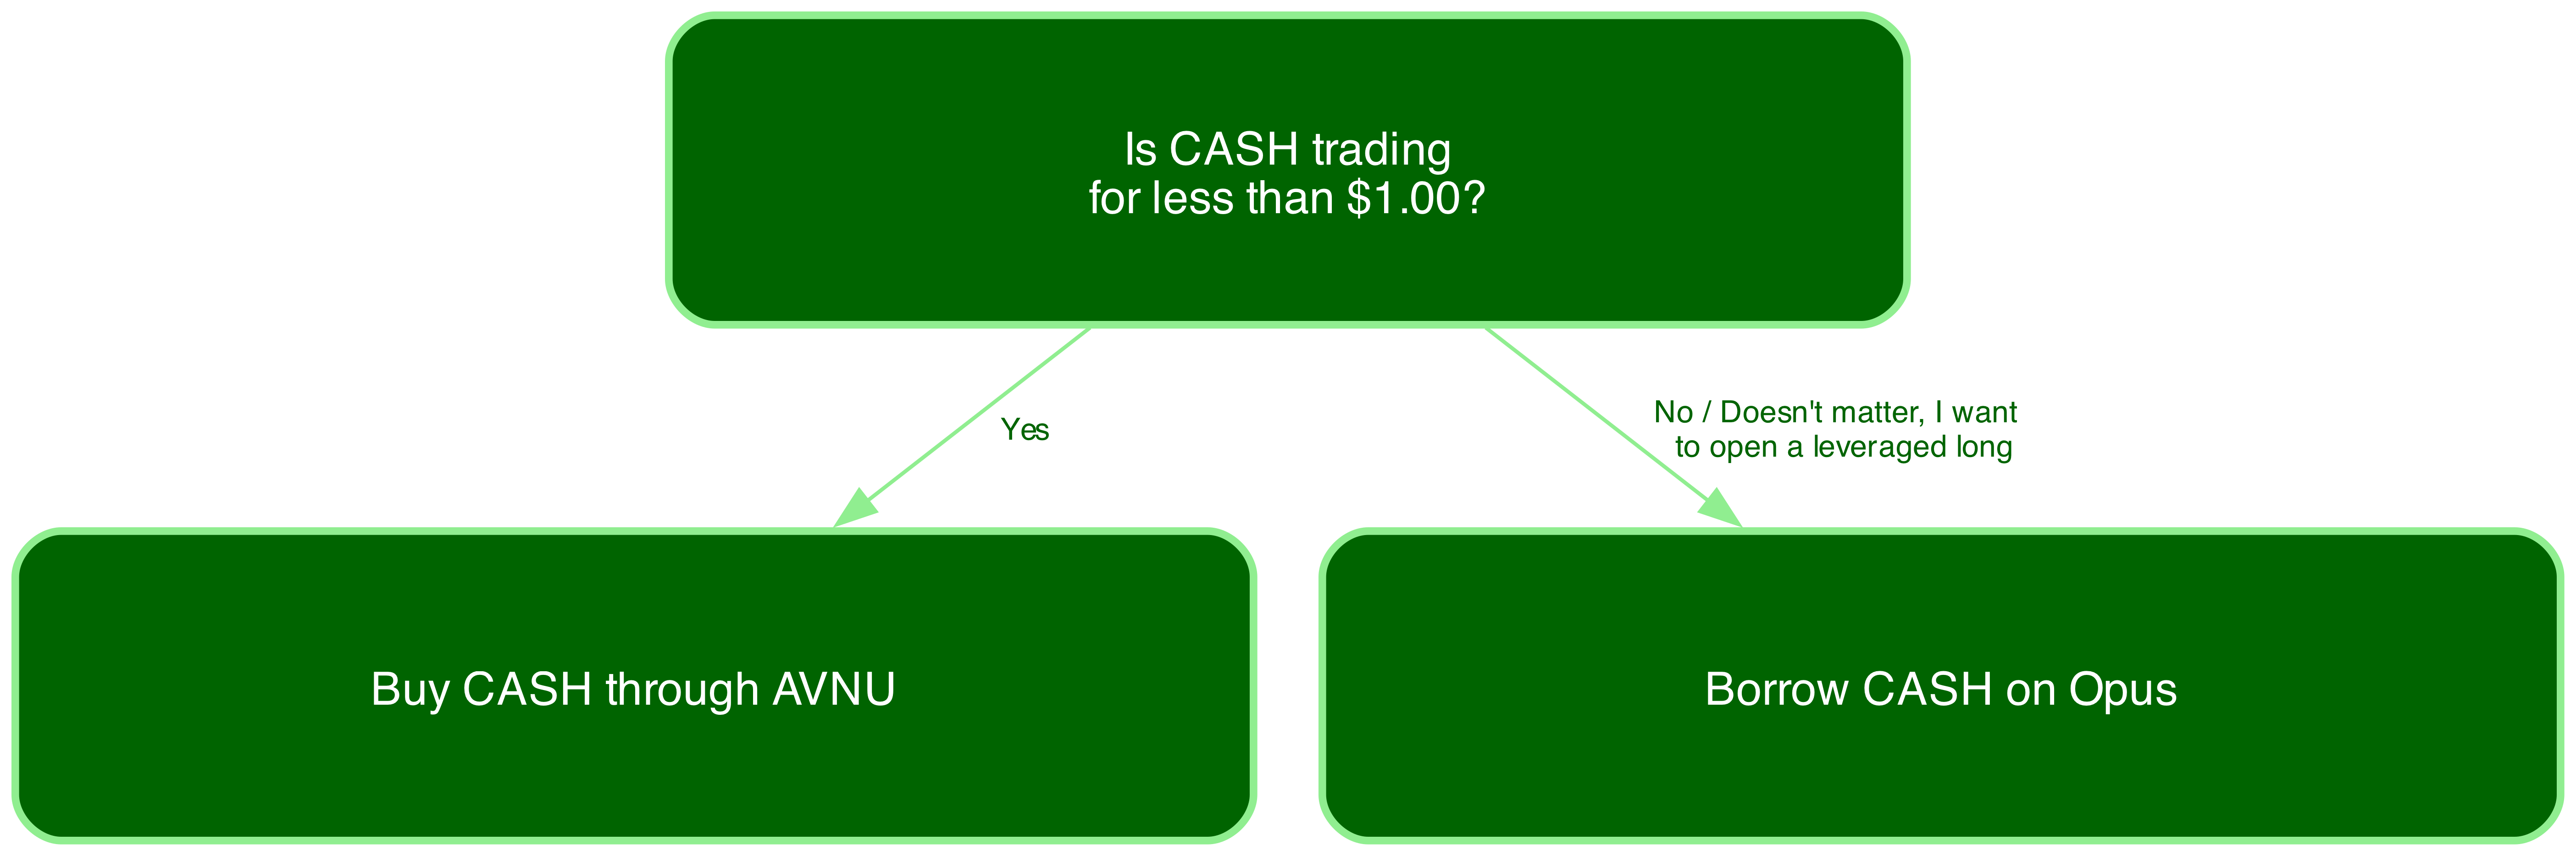 Is CASH trading
for less than $1.00?
Yes
No / Doesn't matter, I want
to open a leveraged long
Buy CASH through AVNU
Borrow CASH on Opus